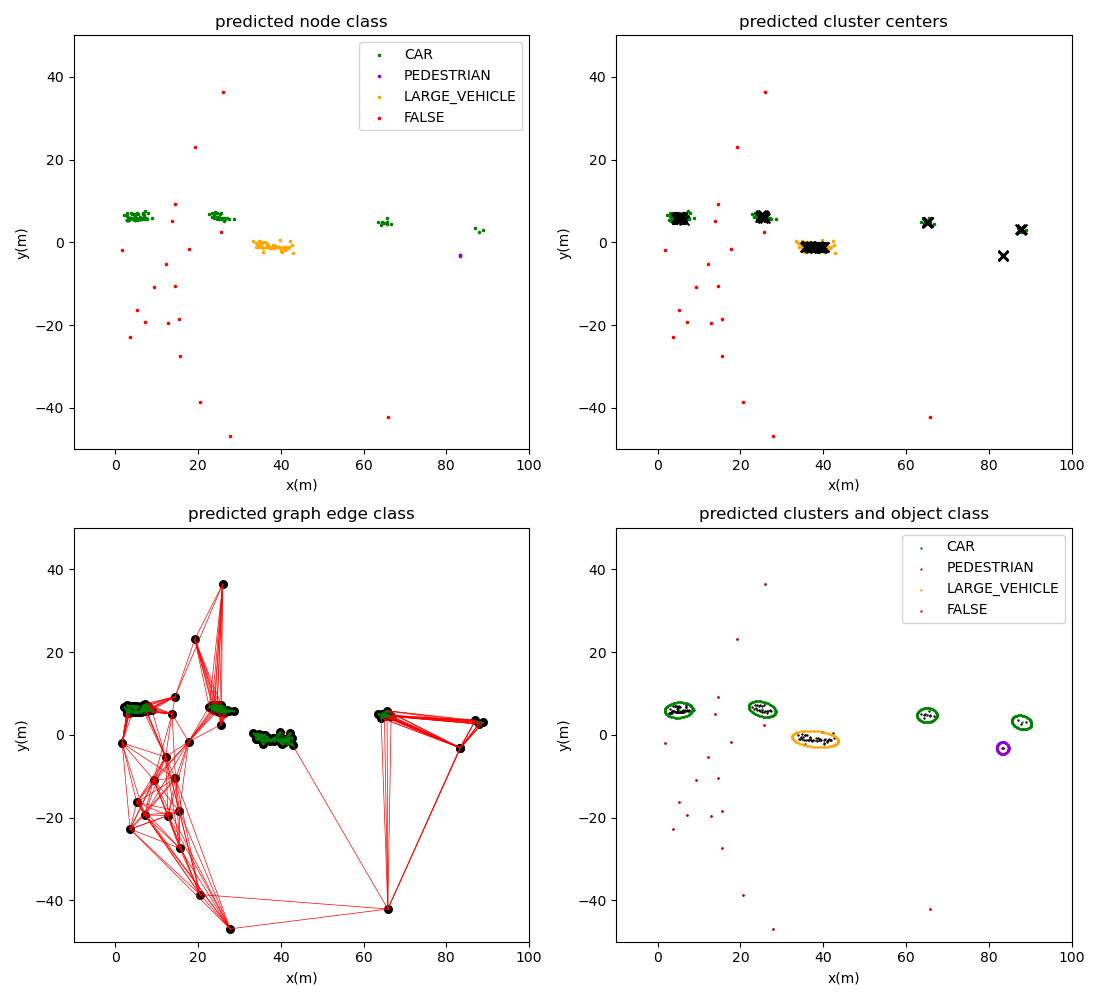 predicted node class
CAR
PEDESTRIAN
LARGE_VEHICLE
FALSE
40
20
0
−20
−40
y(m)
0 20 40 60 80 100
x(m)
predicted cluster centers
40
20
0
−20
−40
y(m)
0 20 40 60 80 100
x(m)
predicted graph edge class
40
20
0
−20
−40
y(m)
0 20 40 60 80 100
x(m)
predicted clusters and object class
CAR
PEDESTRIAN
LARGE_VEHICLE
FALSE
40
20
0
−20
−40
y(m)
0 20 40 60 80 100
x(m)